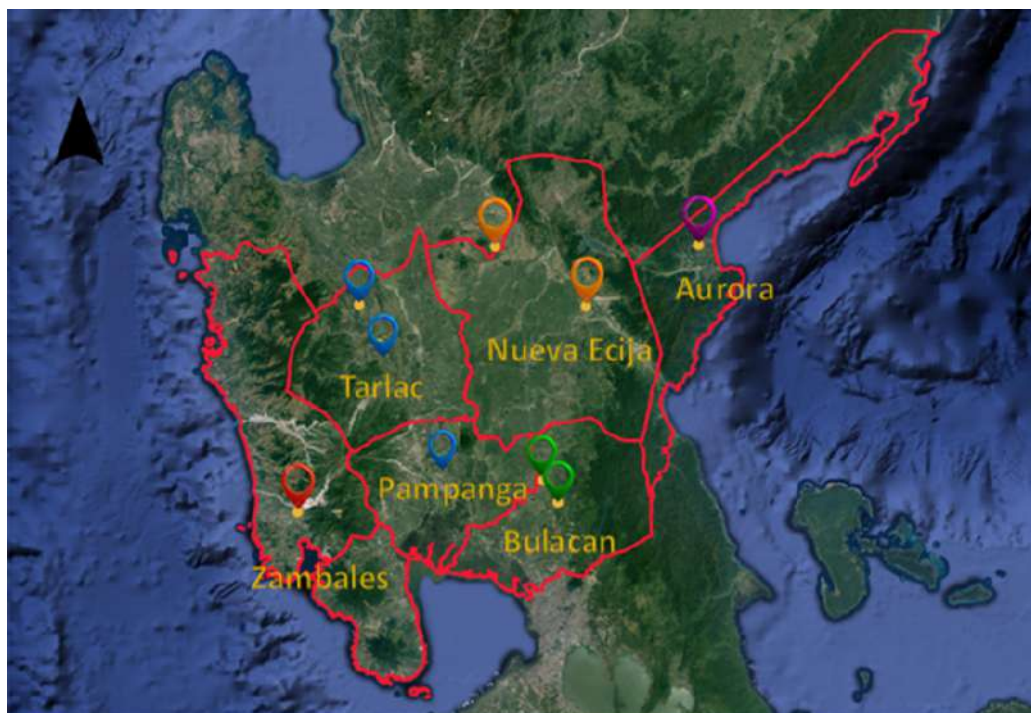 Aurora
Nueva Ecija
Tarlac
Pampanga
Bulacan
Zambales